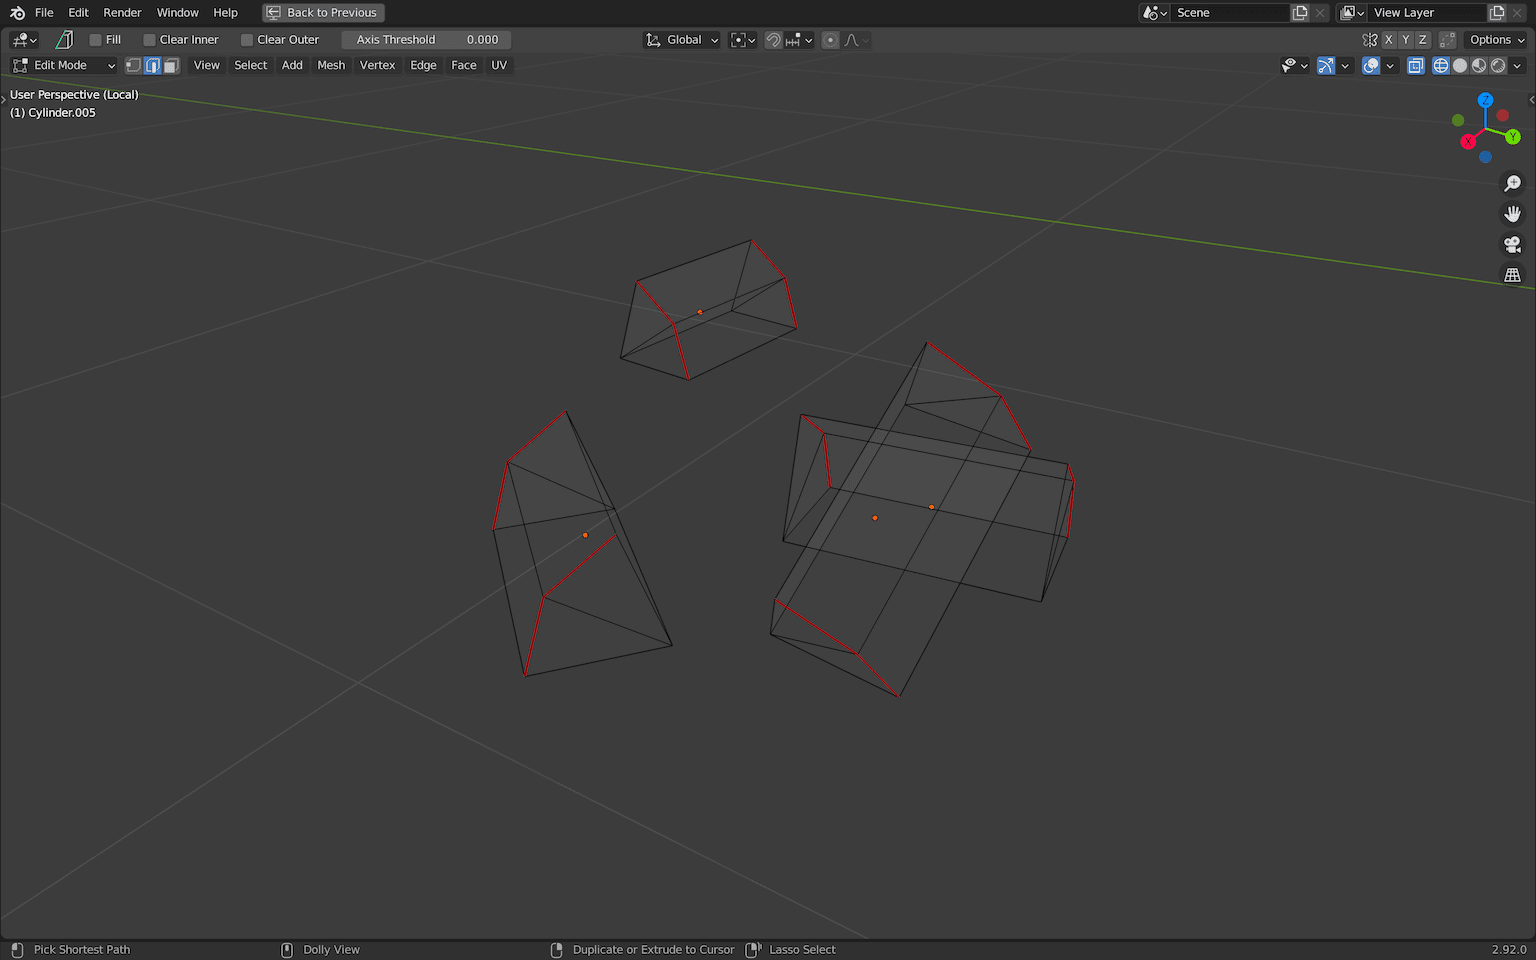 File Edit Render Window Help Back to Previous Scene View Layer
Fill Clear Inner Clear Outer Axis Threshold 0.000 Global X Y Z Options
Edit Mode View Select Add Mesh Vertex Edge Face UV
User Perspective (Local)
(1) Cylinder.005
Z
Y
X
Pick Shortest Path Dolly View Duplicate or Extrude to Cursor Lasso Select 2.92.0